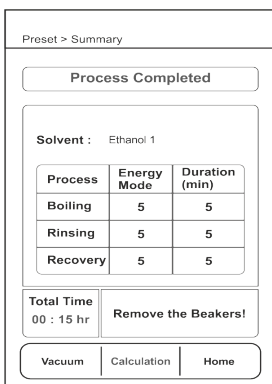 Preset > Summary
Process Completed
Solvent : Ethanol 1
Process Energy Mode Duration (min)
Boiling 5 5
Rinsing 5 5
Recovery 5 5
Total Time
00 : 15 hr
Remove the Beakers!
Vacuum Calculation Home